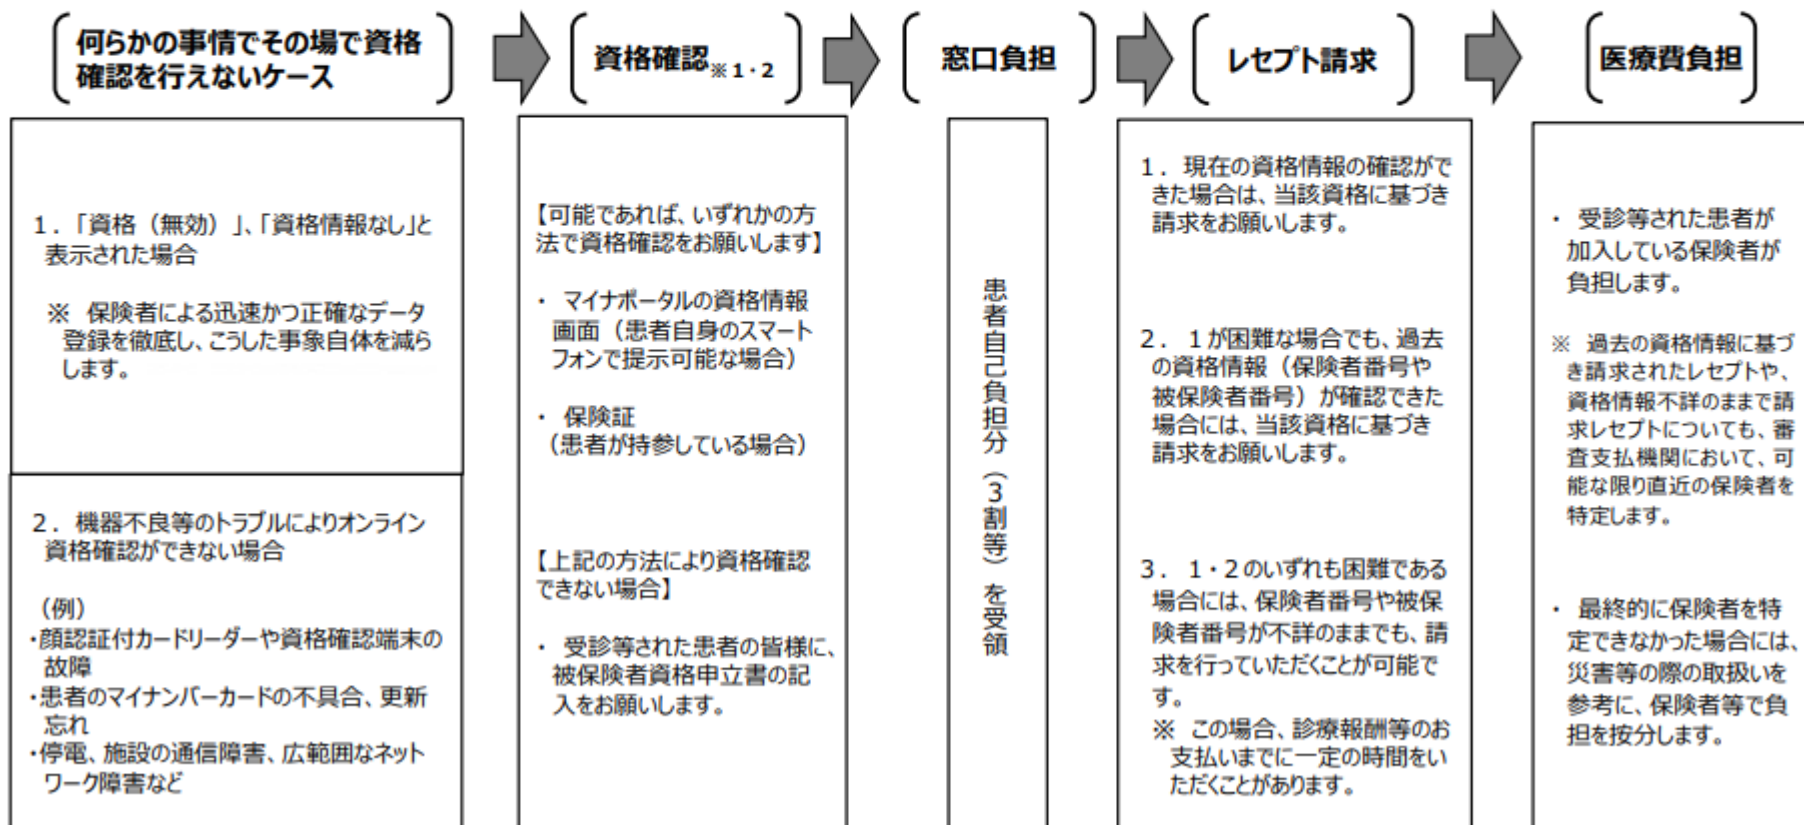 何らかの事情でその場で資格
確認を行えないケース
資格確認※1・2
窓口負担
レセプト請求
医療費負担
1．「資格（無効）」、「資格情報なし」と
表示された場合
※ 保険者による迅速かつ正確なデータ
登録を徹底し、こうした事象自体を減ら
します。
2．機器不良等のトラブルによりオンライン
資格確認ができない場合
（例）
・顔認証付カードリーダーや資格確認端末の
故障
・患者のマイナンバーカードの不具合、更新
忘れ
・停電、施設の通信障害、広範囲なネット
ワーク障害など
【可能であれば、いずれかの方
法で資格確認をお願いします】
・ マイナポータルの資格情報
画面（患者自身のスマート
フォンで提示可能な場合）
・ 保険証
（患者が持参している場合）
【上記の方法により資格確認
できない場合】
・ 受診等された患者の皆様に、
被保険者資格申立書の記
入をお願いします。
患者自己負担分（3割等）を受領
1．現在の資格情報の確認がで
きた場合は、当該資格に基づき
請求をお願いします。
2．1が困難な場合でも、過去
の資格情報（保険者番号や
被保険者番号）が確認できた
場合には、当該資格に基づき
請求をお願いします。
3．1・2のいずれも困難である
場合には、保険者番号や被保
険者番号が不詳のままでも、請
求を行っていただくことが可能で
す。
※ この場合、診療報酬等のお
支払いまでに一定の時間をい
ただくことがあります。
・ 受診等された患者が
加入している保険者が
負担します。
※ 過去の資格情報に基づ
き請求されたレセプトや、
資格情報不詳のままで請
求レセプトについても、審
査支払機関において、可
能な限り直近の保険者を
特定します。
・ 最終的に保険者を特
定できなかった場合には、
災害等の際の取扱いを
参考に、保険者等で負
担を按分します。